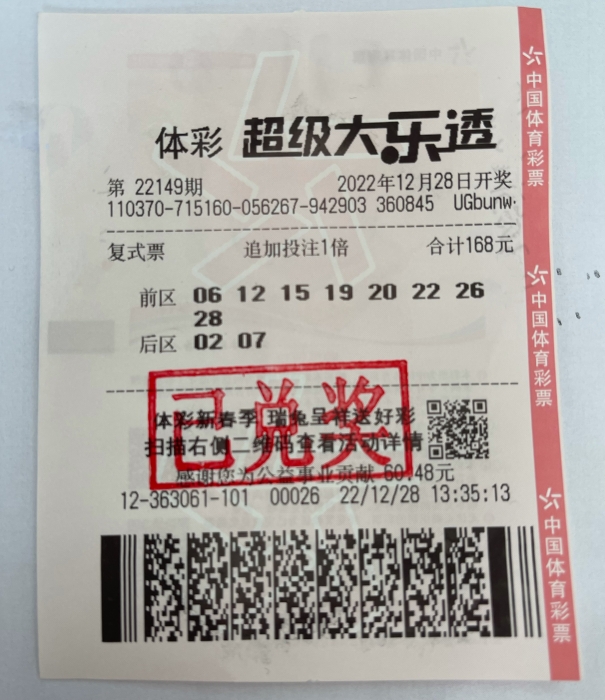 体彩 超级大乐透
第 22149期 2022年12月28日开奖
110370-715160-056267-942903 360845 UGbunw
复式票 追加投注1倍 合计168元
前区 06 12 15 19 20 22 26
28
后区 02 07
已兑奖
体彩新春季 瑞兔呈祥送好彩
扫描右侧二维码查看活动详情
感谢您为公益事业贡献 60.48元
12-363061-101 00026 22/12/28 13:35:13
中国体育彩票
中国体育彩票
中国体育彩票